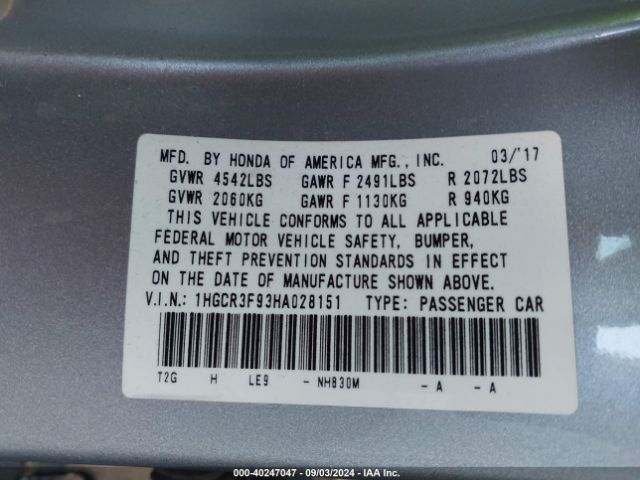 MFD. BY HONDA OF AMERICA MFG., INC. 03/'17
GVWR 4542LBS GAWR F 2491LBS R 2072LBS
GVWR 2060KG GAWR F 1130KG R 940KG
THIS VEHICLE CONFORMS TO ALL APPLICABLE
FEDERAL MOTOR VEHICLE SAFETY, BUMPER,
AND THEFT PREVENTION STANDARDS IN EFFECT
ON THE DATE OF MANUFACTURE SHOWN ABOVE.
V.I.N.: 1HGCR3F93HA028151 TYPE: PASSENGER CAR
T2G H LE9 - NH830M - A - A
000-40247047 - 09/03/2024 - IAA Inc.